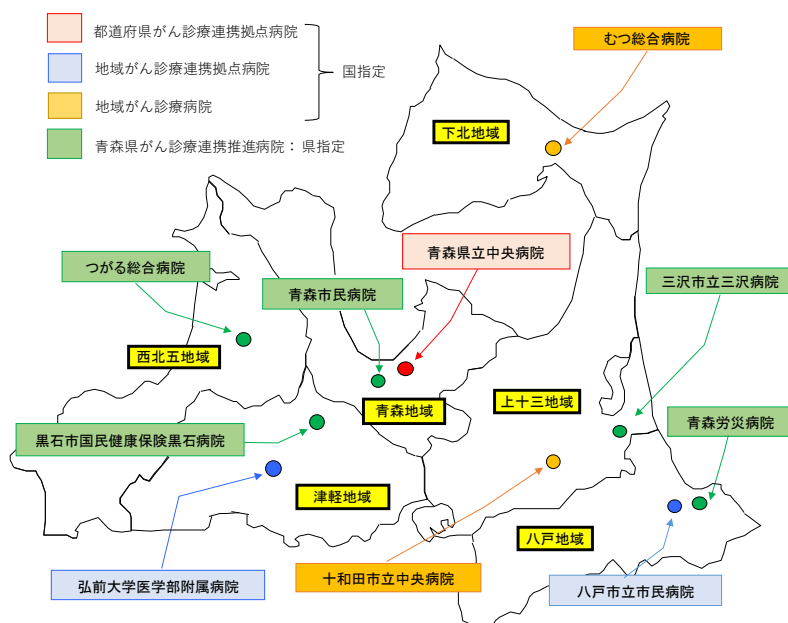 都道府県がん診療連携拠点病院
地域がん診療連携拠点病院
国指定
地域がん診療病院
青森県がん診療連携推進病院：県指定
むつ総合病院
下北地域
青森県立中央病院
つがる総合病院
青森市民病院
三沢市立三沢病院
西北五地域
青森地域
上十三地域
青森労災病院
黒石市国民健康保険黒石病院
津軽地域
八戸地域
弘前大学医学部附属病院
十和田市立中央病院
八戸市立市民病院